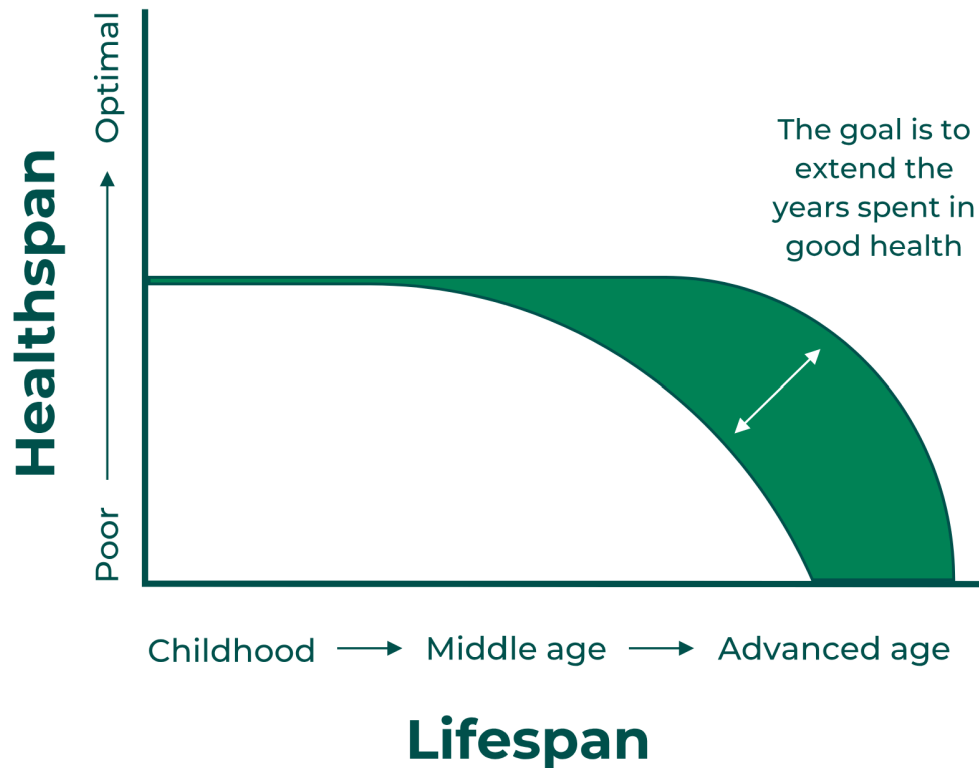 Healthspan
Optimal
Poor
The goal is to
extend the
years spent in
good health
Childhood
Middle age
Advanced age
Lifespan